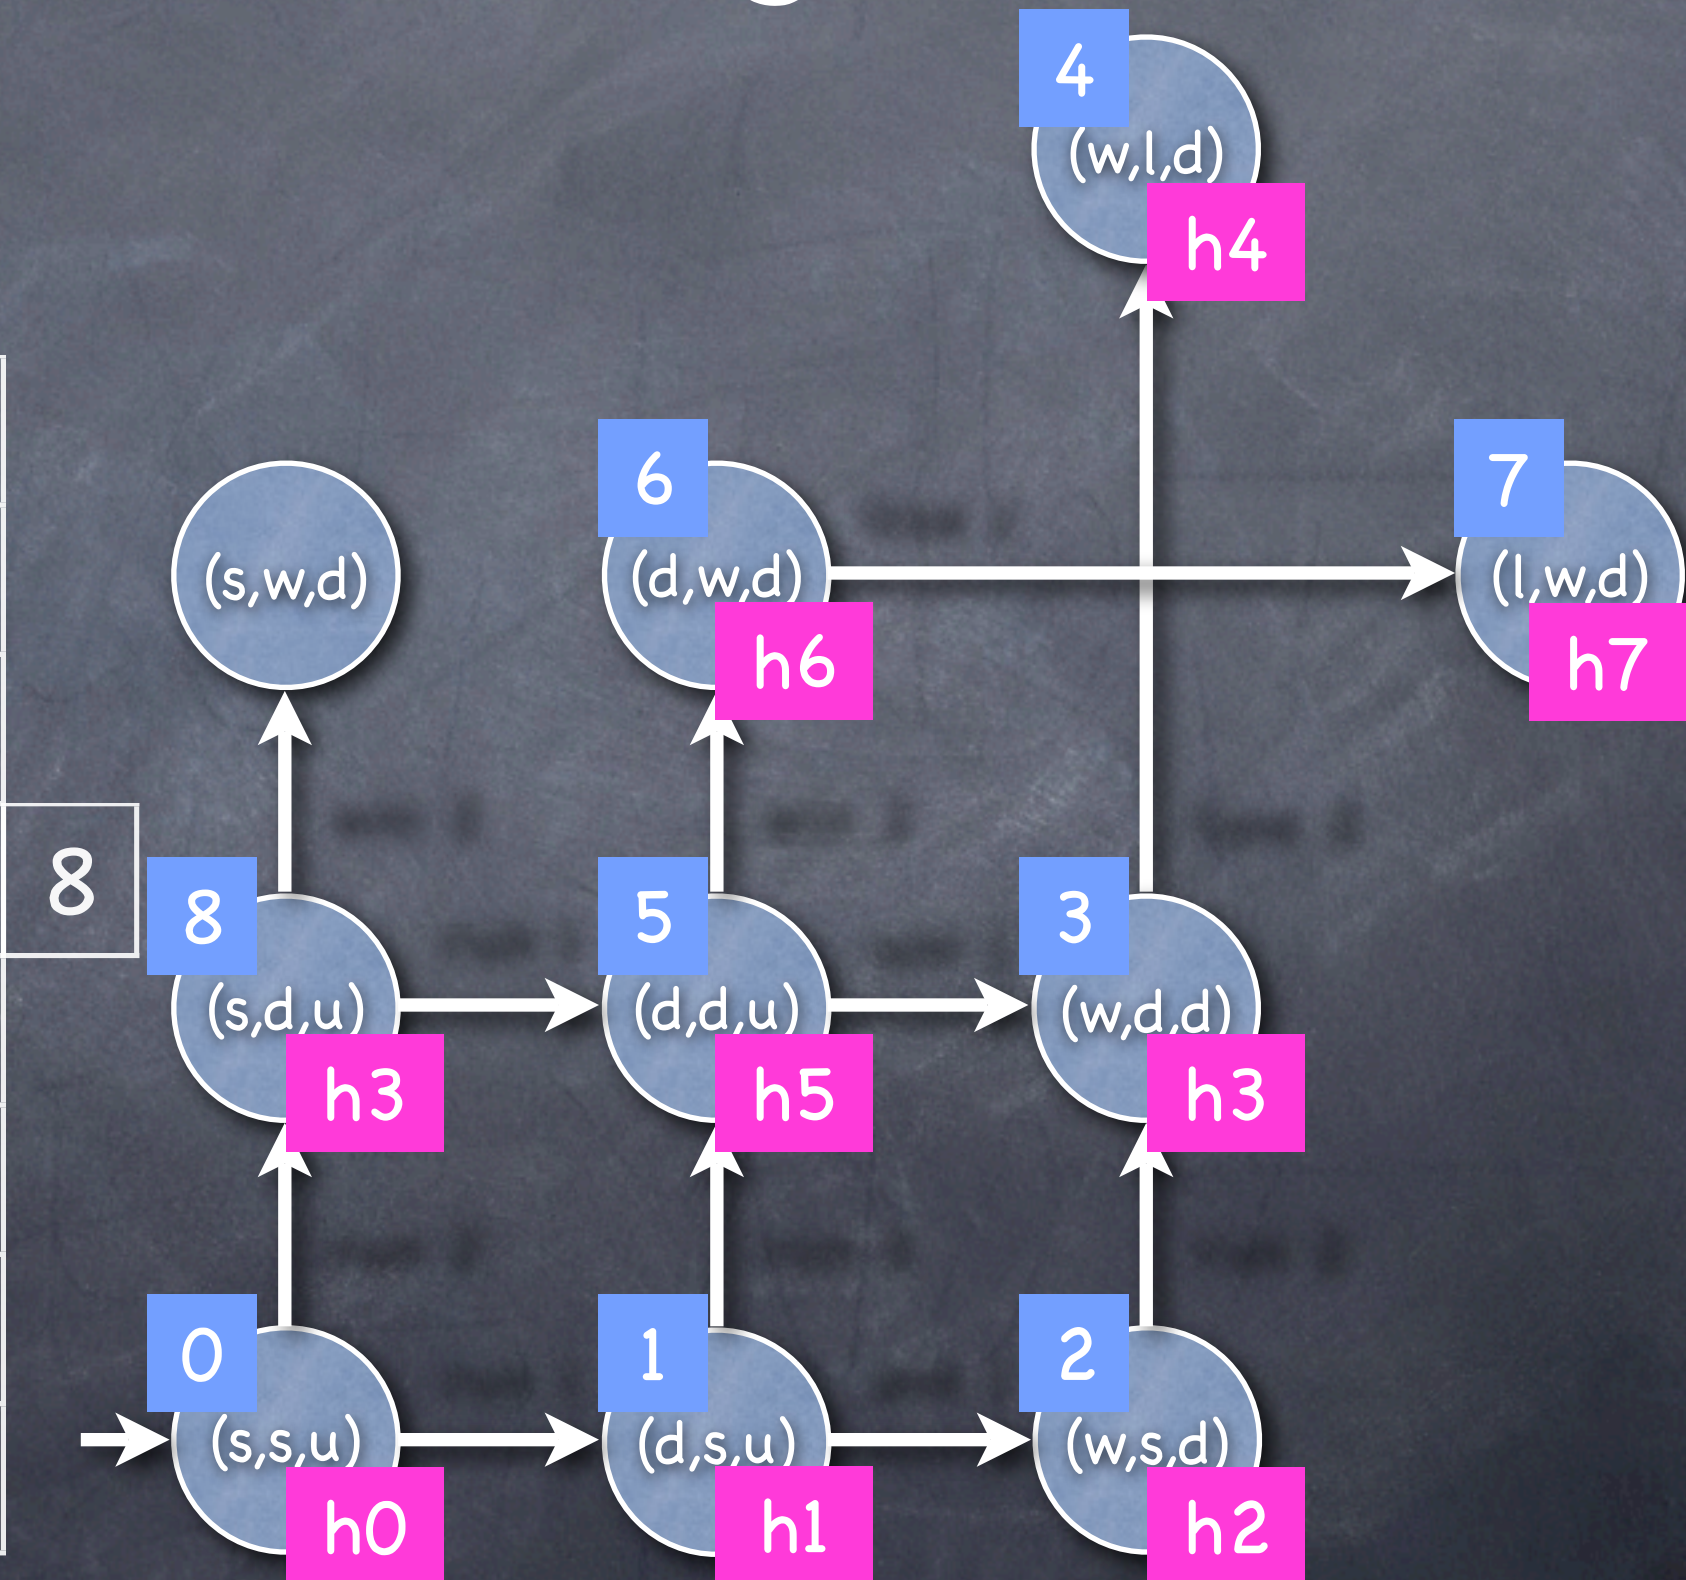 4
(w,l,d)
h4
6
7
(s,w,d)
(d,w,d)
(l,w,d)
h6
h7
8
8
5
3
(s,d,u)
(d,d,u)
(w,d,d)
h3
h5
h3
0
1
2
(s,s,u)
(d,s,u)
(w,s,d)
h0
h1
h2